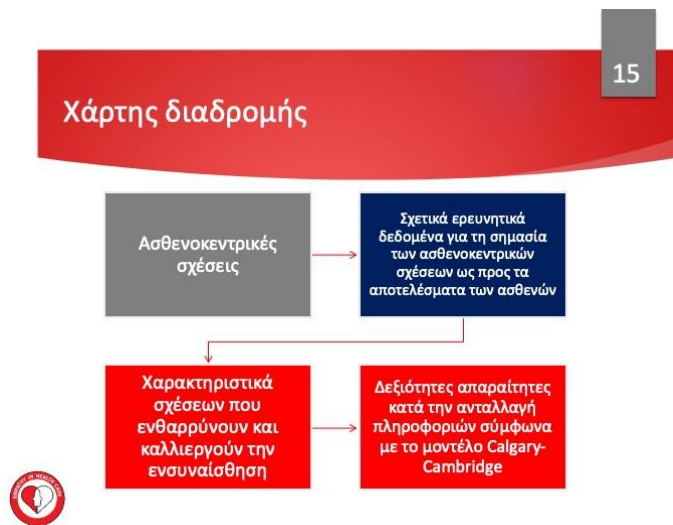 15
Χάρτης διαδρομής
Ασθενοκεντρικές
σχέσεις
Σχετικά ερευνητικά
δεδομένα για τη σημασία
των ασθενοκεντρικών
σχέσεων ως προς τα
αποτελέσματα των ασθενών
Χαρακτηριστικά
σχέσεων που
ενθαρρύνουν και
καλλιεργούν την
ενσυναίσθηση
Δεξιότητες απαραίτητες
κατά την ανταλλαγή
πληροφοριών σύμφωνα
με το μοντέλο Calgary-
Cambridge